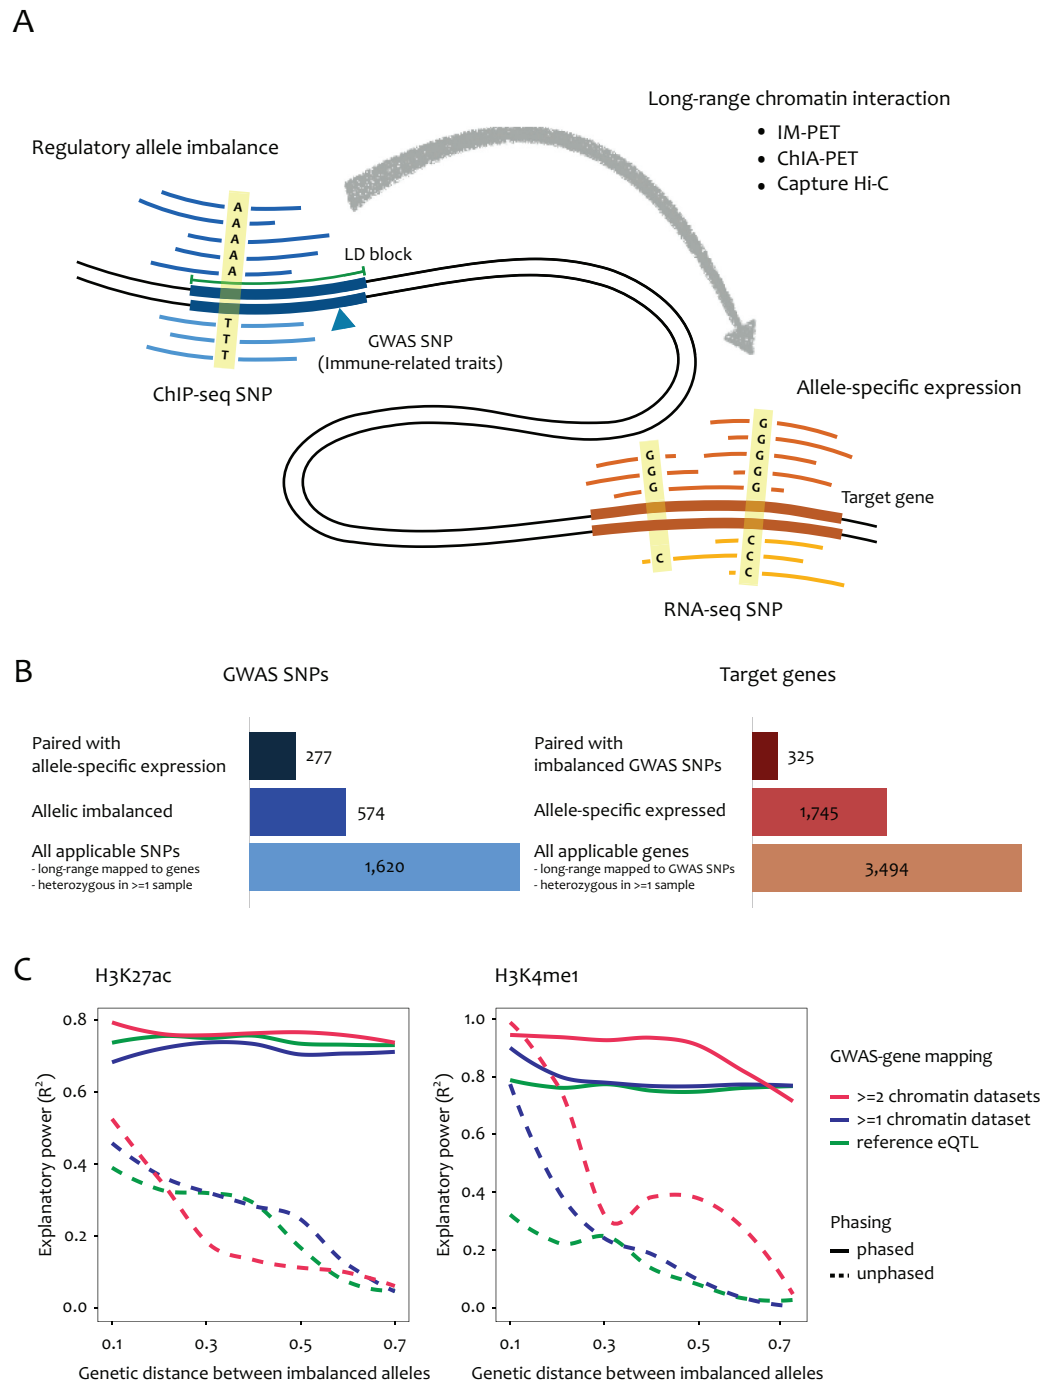 A
Long-range chromatin interaction
• IM-PET
• ChIA-PET
• Capture Hi-C
Regulatory allele imbalance
A
A
A
A
A
LD block
T
T
T
GWAS SNP
(Immune-related traits)
ChIP-seq SNP
Allele-specific expression
G
G
G
G
G
G
G
G
Target gene
C
C
C
C
RNA-seq SNP
B
GWAS SNPs
Paired with
allele-specific expression
277
Allelic imbalanced
574
All applicable SNPs
- long-range mapped to genes
- heterozygous in >=1 sample
1,620
Target genes
Paired with
imbalanced GWAS SNPs
325
Allele-specific expressed
1,745
All applicable genes
- long-range mapped to GWAS SNPs
- heterozygous in >=1 sample
3,494
C
H3K27ac
0.8
0.6
0.4
0.2
0.0
Explanatory power (R²)
0.1 0.3 0.5 0.7
Genetic distance between imbalanced alleles
H3K4me1
1.0
0.8
0.6
0.4
0.2
0.0
Explanatory power (R²)
0.1 0.3 0.5 0.7
Genetic distance between imbalanced alleles
GWAS-gene mapping
>=2 chromatin datasets
>=1 chromatin dataset
reference eQTL
Phasing
phased
unphased